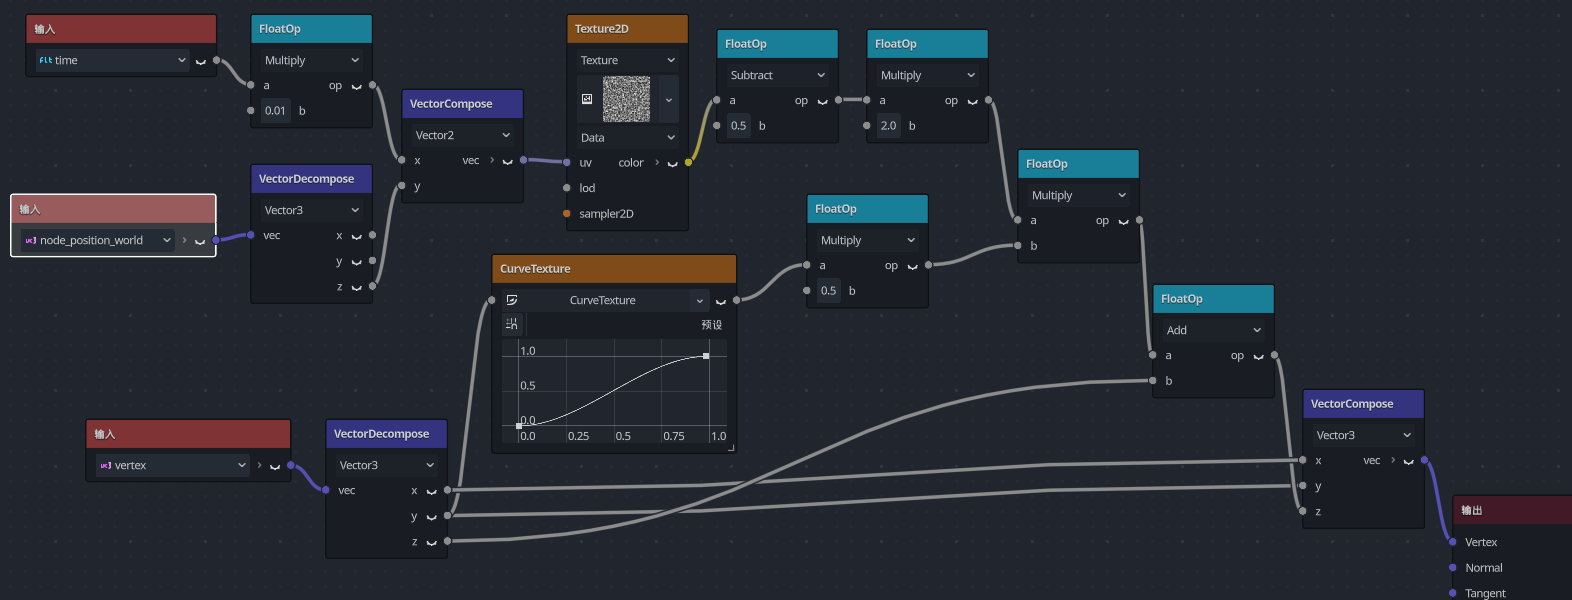 输入
flt time
FloatOp
Multiply
a op
0.01 b
VectorCompose
Vector2
x vec
y
Texture2D
Texture
Data
uv color
lod
sampler2D
FloatOp
Subtract
a op
0.5 b
FloatOp
Multiply
a op
2.0 b
输入
node_position_world
VectorDecompose
Vector3
vec x
y
z
FloatOp
Multiply
a op
0.5 b
FloatOp
Multiply
a op
b
CurveTexture
CurveTexture
预设
1.0
0.5
0.0
0.0 0.25 0.5 0.75 1.0
FloatOp
Add
a op
b
输入
vertex
VectorDecompose
Vector3
vec x
y
z
VectorCompose
Vector3
x vec
y
z
输出
Vertex
Normal
Tangent